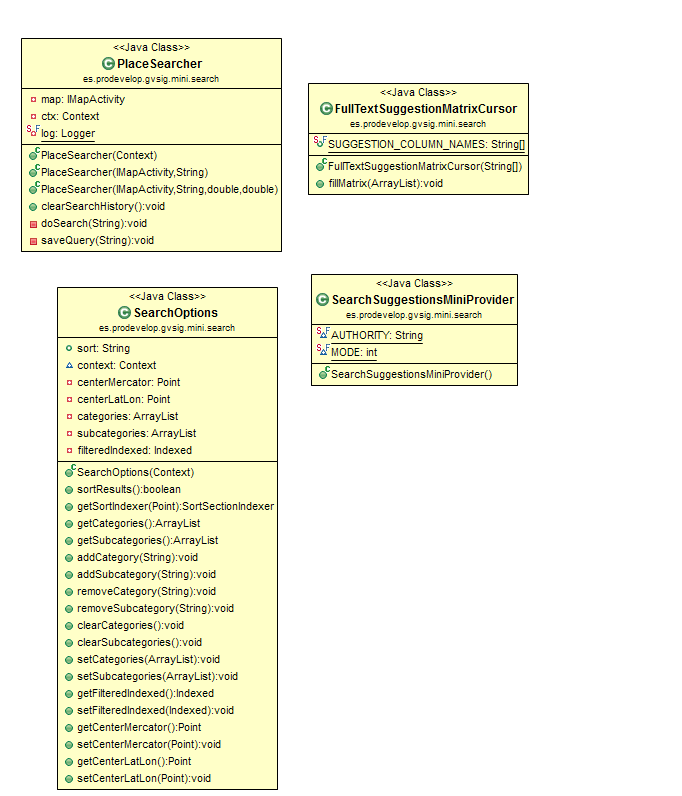 <<Java Class>>
PlaceSearcher
es.prodevelop.gvsig.mini.search
map: IMapActivity
ctx: Context
log: Logger
PlaceSearcher(Context)
PlaceSearcher(IMapActivity,String)
PlaceSearcher(IMapActivity,String,double,double)
clearSearchHistory():void
doSearch(String):void
saveQuery(String):void
<<Java Class>>
FullTextSuggestionMatrixCursor
es.prodevelop.gvsig.mini.search
SUGGESTION_COLUMN_NAMES: String[]
FullTextSuggestionMatrixCursor(String[])
fillMatrix(ArrayList):void
<<Java Class>>
SearchOptions
es.prodevelop.gvsig.mini.search
sort: String
context: Context
centerMercator: Point
centerLatLon: Point
categories: ArrayList
subcategories: ArrayList
filteredIndexed: Indexed
SearchOptions(Context)
sortResults():boolean
getSortIndexer(Point):SortSectionIndexer
getCategories():ArrayList
getSubcategories():ArrayList
addCategory(String):void
addSubcategory(String):void
removeCategory(String):void
removeSubcategory(String):void
clearCategories():void
clearSubcategories():void
setCategories(ArrayList):void
setSubcategories(ArrayList):void
getFilteredIndexed():Indexed
setFilteredIndexed(Indexed):void
getCenterMercator():Point
setCenterMercator(Point):void
getCenterLatLon():Point
setCenterLatLon(Point):void
<<Java Class>>
SearchSuggestionsMiniProvider
es.prodevelop.gvsig.mini.search
AUTHORITY: String
MODE: int
SearchSuggestionsMiniProvider()